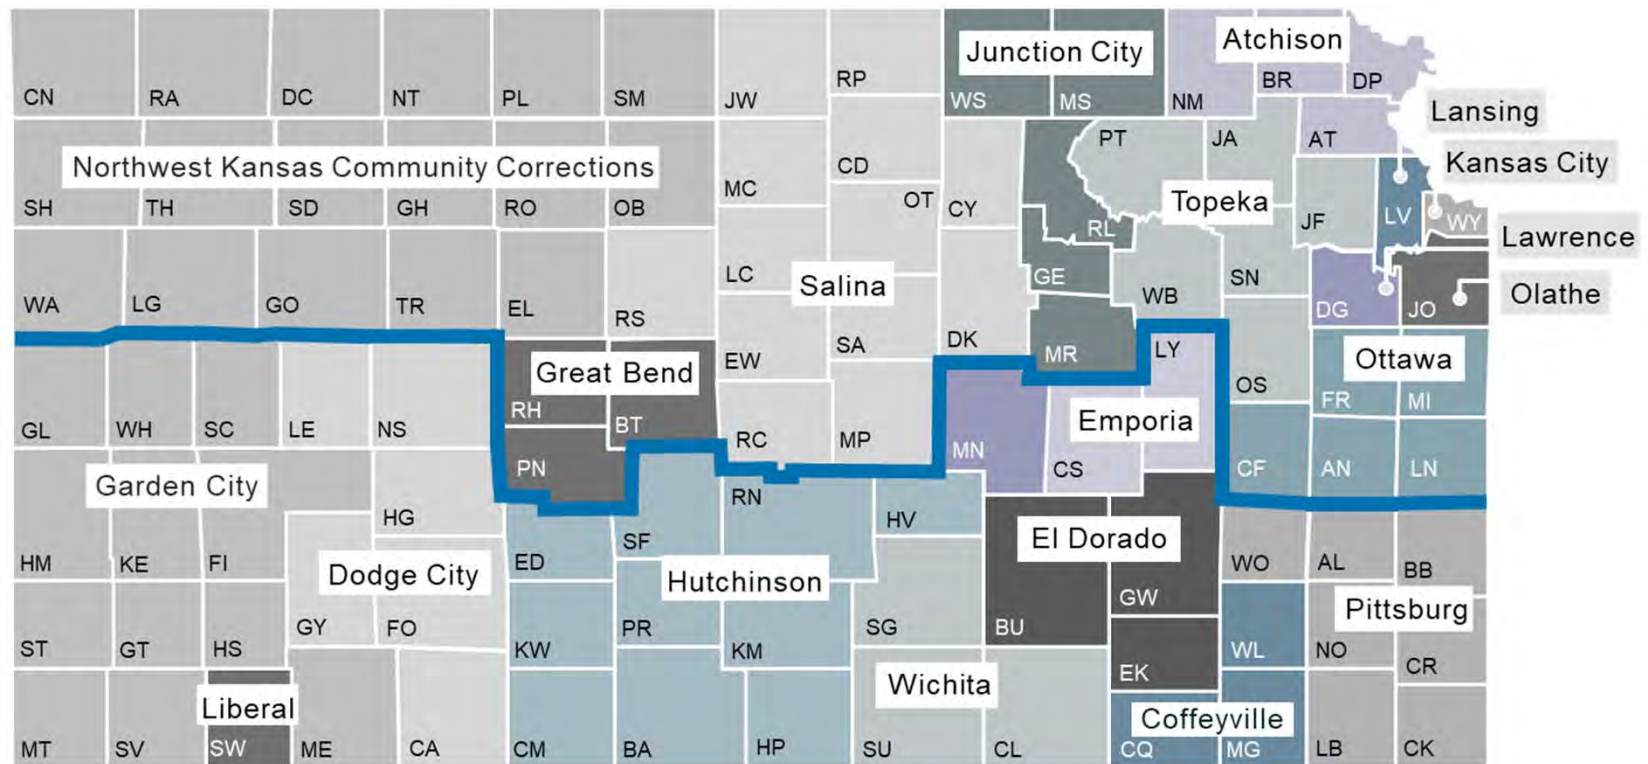 Junction City
Atchison
CN
RA
DC
NT
PL
SM
JW
RP
WS
MS
NM
BR
DP
Lansing
Northwest Kansas Community Corrections
MC
CD
PT
JA
AT
Kansas City
SH
TH
SD
GH
RO
OB
OT
CY
RL
Topeka
JF
LV
WY
Lawrence
WA
LG
GO
TR
EL
RS
LC
Salina
GE
WB
SN
DG
JO
Olathe
Great Bend
EW
SA
DK
MR
LY
OS
Ottawa
FR
MI
GL
WH
SC
LE
NS
RH
BT
RC
MP
MN
Emporia
CS
CF
AN
LN
Garden City
PN
HG
RN
HV
El Dorado
HM
KE
FI
Dodge City
ED
SF
Hutchinson
WO
AL
BB
ST
GT
HS
GY
FO
KW
PR
KM
SG
BU
GW
WL
NO
Pittsburg
CR
Liberal
Wichita
EK
Coffeyville
MT
SV
SW
ME
CA
CM
BA
HP
SU
CL
CQ
MG
LB
CK